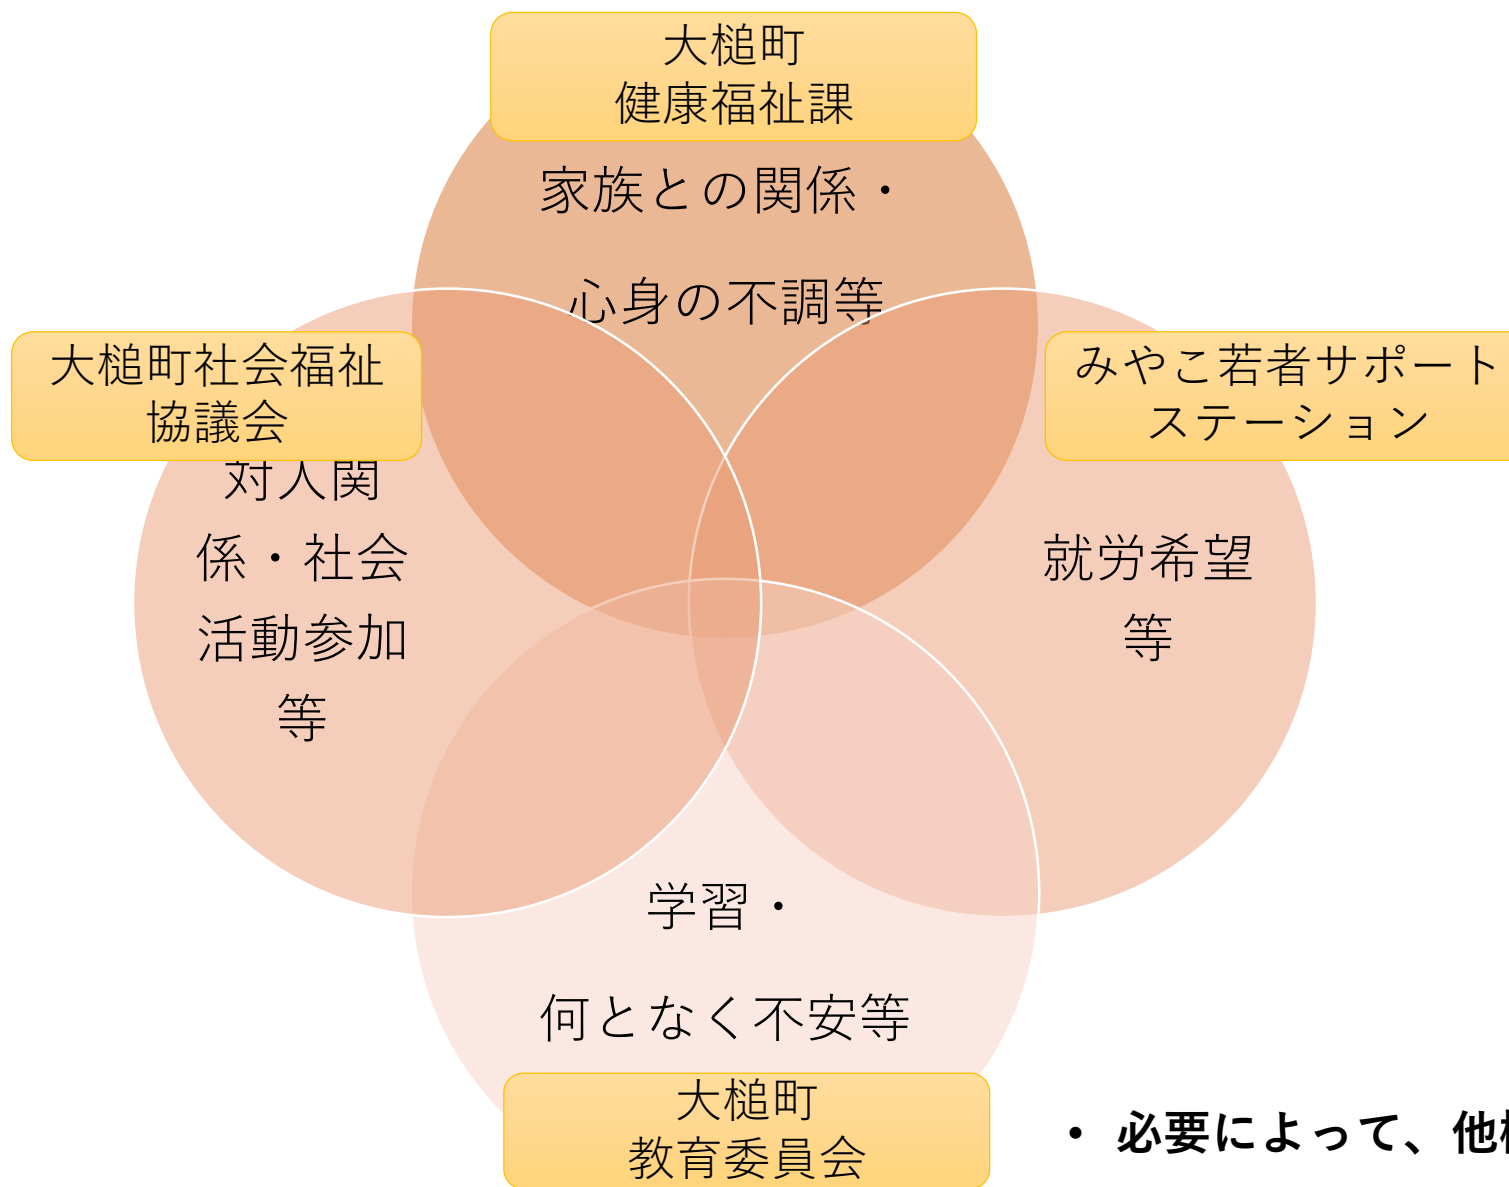 大槌町
健康福祉課
家族との関係・
心身の不調等
大槌町社会福祉
協議会
対人関
係・社会
活動参加
等
みやこ若者サポート
ステーション
就労希望
等
学習・
何となく不安等
大槌町
教育委員会
・ 必要によって、他